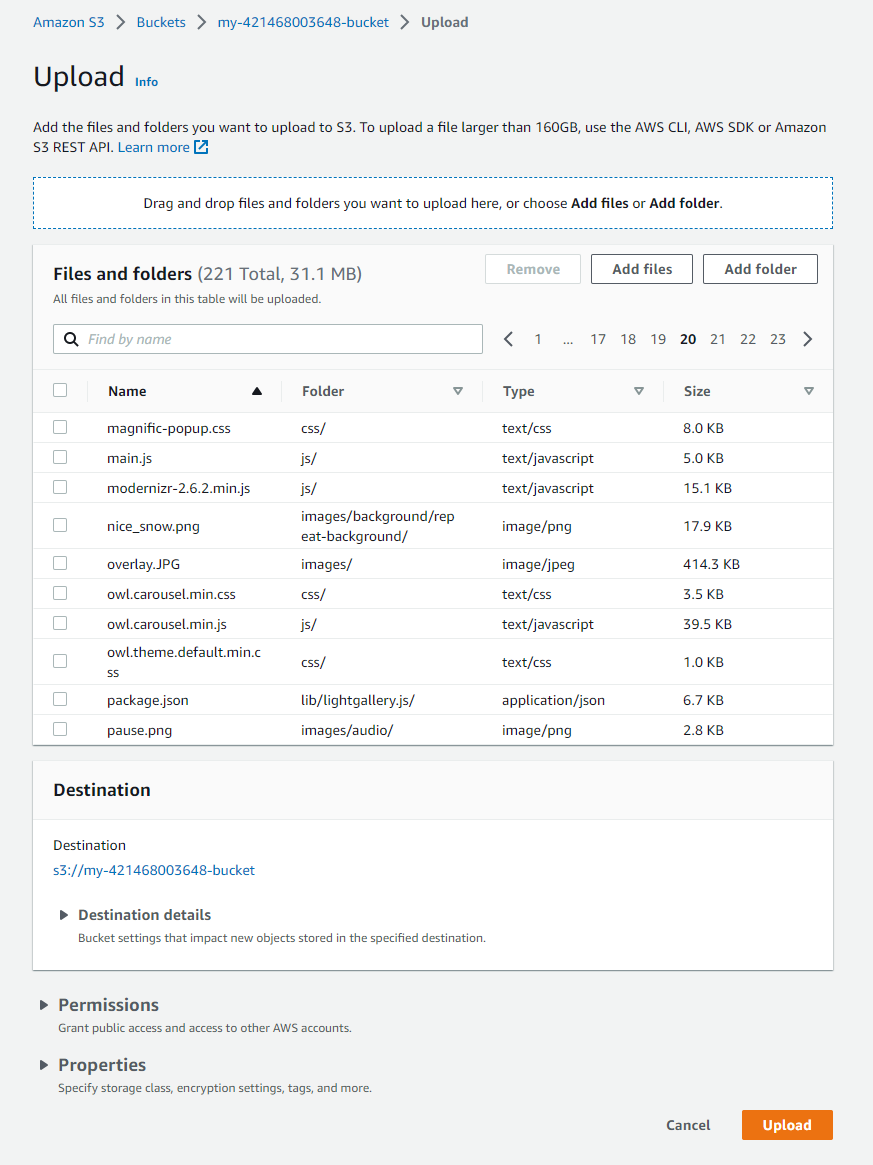 Amazon S3 > Buckets > my-421468003648-bucket > Upload
Upload Info
Add the files and folders you want to upload to S3. To upload a file larger than 160GB, use the AWS CLI, AWS SDK or Amazon
S3 REST API. Learn more
Drag and drop files and folders you want to upload here, or choose Add files or Add folder.
Files and folders (221 Total, 31.1 MB) Remove Add files Add folder
All files and folders in this table will be uploaded.
Find by name 1 ... 17 18 19 20 21 22 23
Name Folder Type Size
magnific-popup.css css/ text/css 8.0 KB
main.js js/ text/javascript 5.0 KB
modernizr-2.6.2.min.js js/ text/javascript 15.1 KB
nice_snow.png images/background/rep image/png 17.9 KB
eat-background/
overlay.JPG images/ image/jpeg 414.3 KB
owl.carousel.min.css css/ text/css 3.5 KB
owl.carousel.min.js js/ text/javascript 39.5 KB
owl.theme.default.min.c css/ text/css 1.0 KB
ss
package.json lib/lightgallery.js/ application/json 6.7 KB
pause.png images/audio/ image/png 2.8 KB
Destination
Destination
s3://my-421468003648-bucket
Destination details
Bucket settings that impact new objects stored in the specified destination.
Permissions
Grant public access and access to other AWS accounts.
Properties
Specify storage class, encryption settings, tags, and more.
Cancel Upload